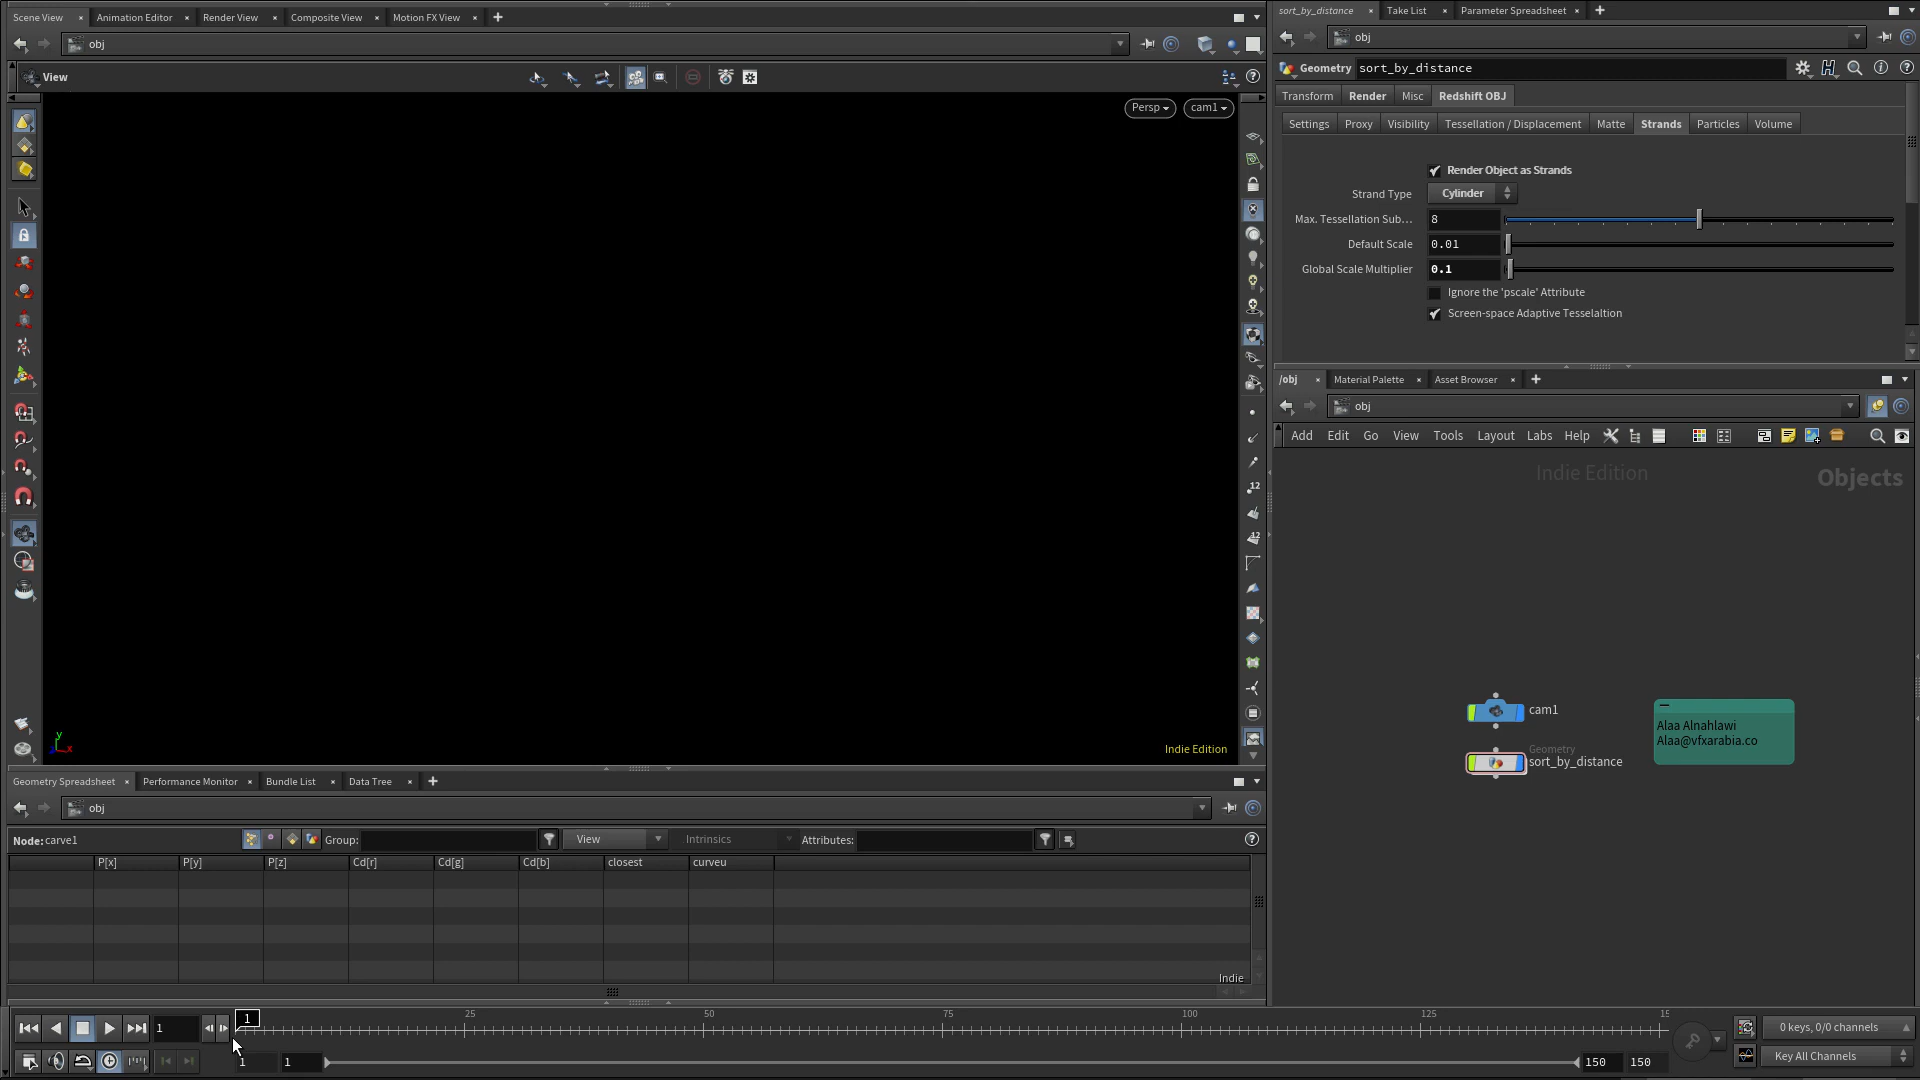 Scene View
Animation Editor
Render View
Composite View
Motion FX View
obj
View
Persp
cam1
y
x
Indie Edition
sort_by_distance
Take List
Parameter Spreadsheet
obj
Geometry
sort_by_distance
Transform
Render
Misc
Redshift OBJ
Settings
Proxy
Visibility
Tessellation / Displacement
Matte
Strands
Particles
Volume
Render Object as Strands
Strand Type
Cylinder
Max. Tessellation Sub...
8
Default Scale
0.01
Global Scale Multiplier
0.1
Ignore the 'pscale' Attribute
Screen-space Adaptive Tesselaltion
/obj
Material Palette
Asset Browser
obj
Add
Edit
Go
View
Tools
Layout
Labs
Help
Indie Edition
Objects
cam1
Geometry
sort_by_distance
Alaa Alnahlawi
Alaa@vfxarabia.co
12
12
Geometry Spreadsheet
Performance Monitor
Bundle List
Data Tree
obj
Node: carve1
Group:
View
Intrinsics
Attributes:
P[x]
P[y]
P[z]
Cd[r]
Cd[g]
Cd[b]
closest
curveu
Indie
1
1
25
50
75
100
125
15
0 keys, 0/0 channels
1
1
150
150
Key All Channels